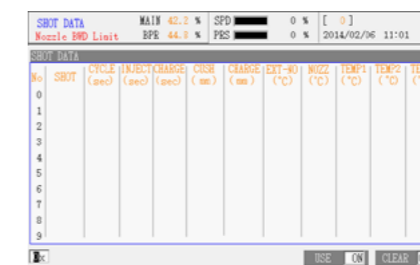 SHOT DATA MAIN 42.2 % SPD 0 % [ 0 ]
Nozzle BWD Limit BPR 44.3 % PRS 0 % 2014/02/06 11:01
SHOT DATA
No SHOT CYCLE INJECT CHARGE CUSH CHARGE EXT-NO NOZZ TEMP1 TEMP2 TE
(sec) (sec) (sec) (mm) (mm) (°C) (°C) (°C) (°C) (
0
1
2
3
4
5
6
7
8
9
USE ON CLEAR